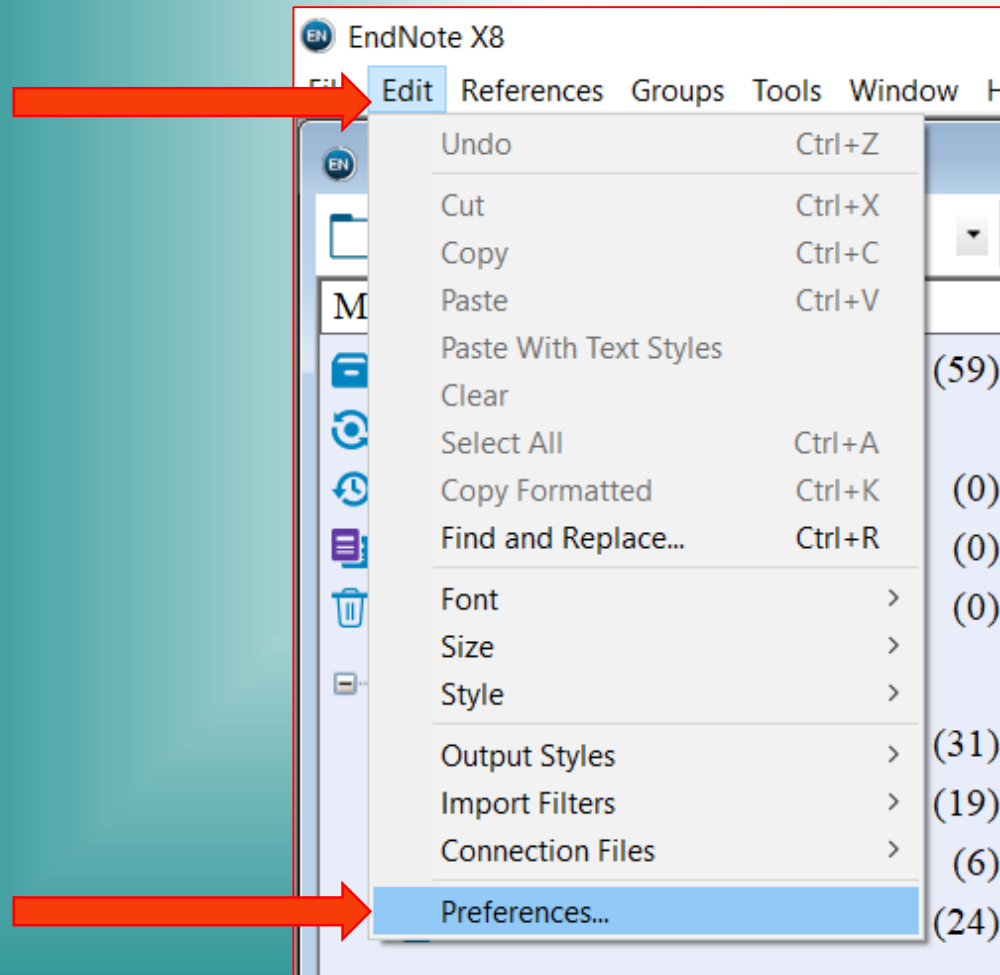 EN EndNote X8
Edit References Groups Tools Window H
EN
Undo Ctrl+Z
Cut Ctrl+X
Copy Ctrl+C
Paste Ctrl+V
M
Paste With Text Styles
(59)
Clear
Select All Ctrl+A
Copy Formatted Ctrl+K (0)
Find and Replace... Ctrl+R (0)
Font (0)
Size
Style
Output Styles (31)
Import Filters (19)
Connection Files (6)
Preferences... (24)